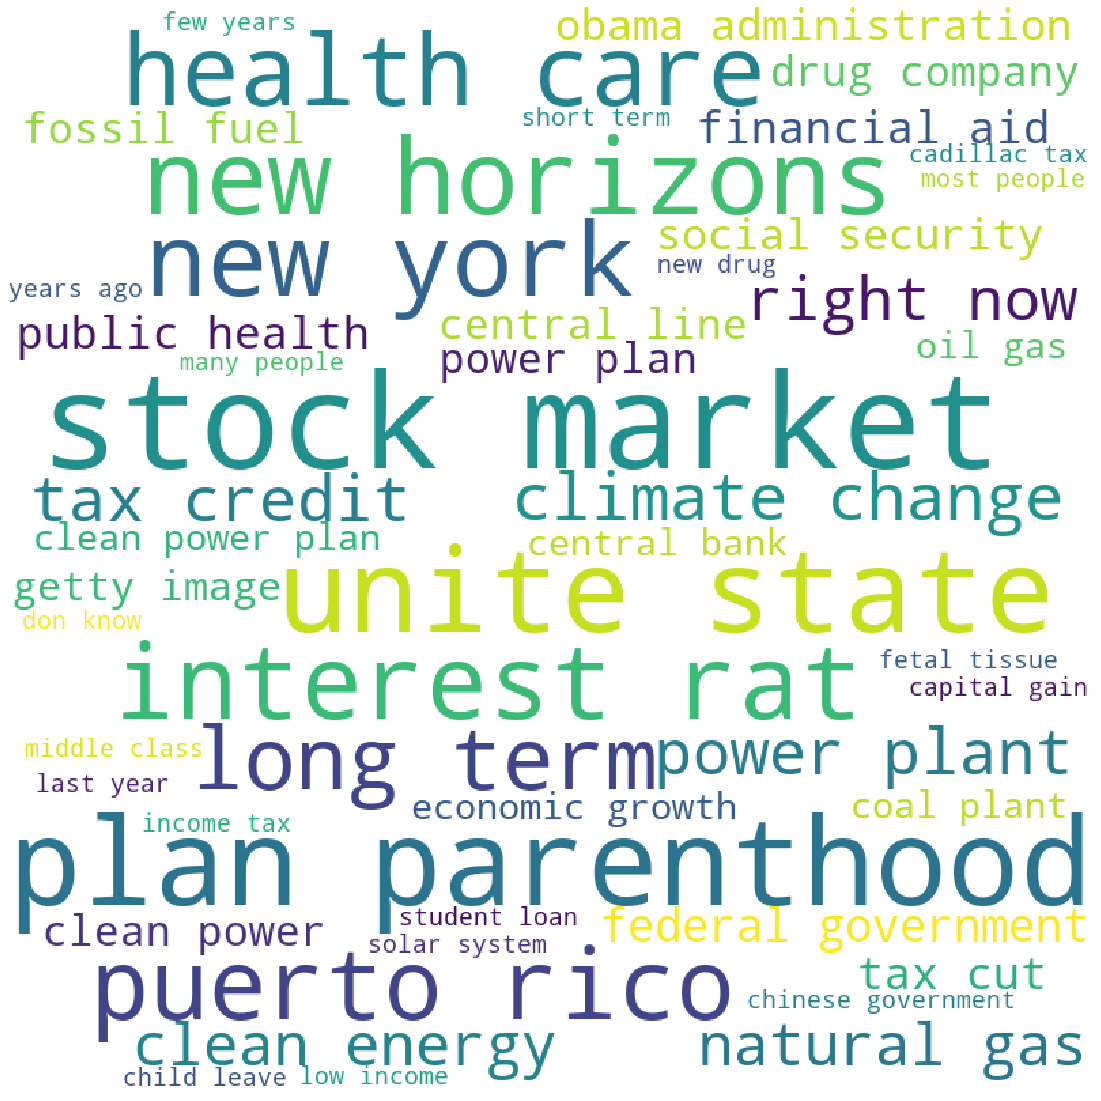 few years
obama administration
health care
drug company
fossil fuel
short term
financial aid
new horizons
cadillac tax
most people
new york
social security
new drug
years ago
right now
public health
central line
power plan
oil gas
many people
stock market
tax credit
climate change
clean power plan
central bank
getty image
unite state
don know
interest rat
fetal tissue
capital gain
middle class
long term
power plant
last year
economic growth
coal plant
income tax
plan parenthood
clean power
student loan
federal government
solar system
puerto rico
tax cut
chinese government
clean energy
natural gas
child leave
low income